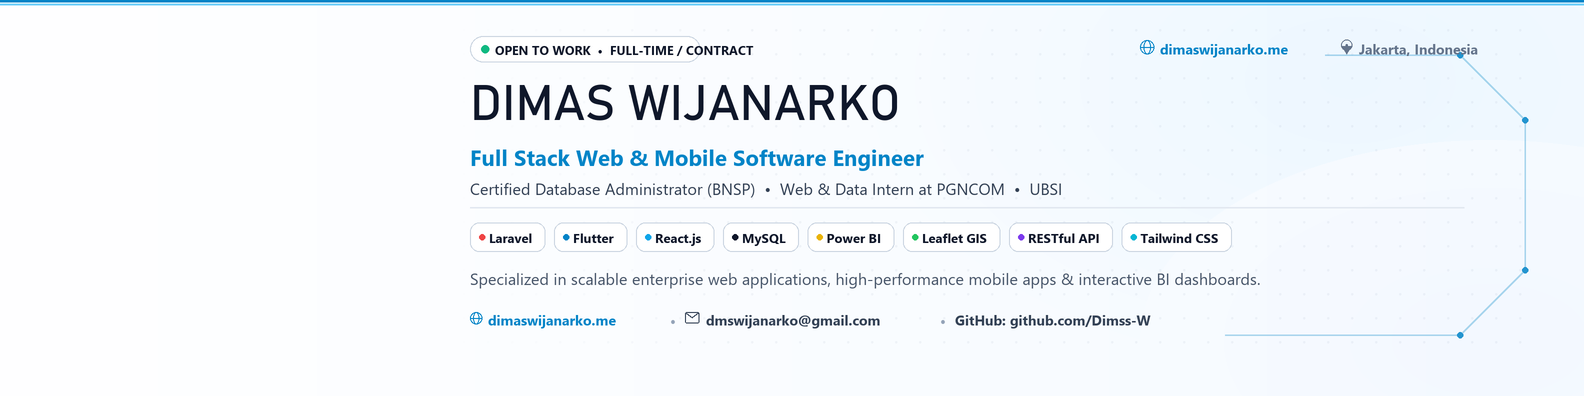 OPEN TO WORK • FULL-TIME / CONTRACT
dimaswijanarko.me
Jakarta, Indonesia
DIMAS WIJANARKO
Full Stack Web & Mobile Software Engineer
Certified Database Administrator (BNSP) • Web & Data Intern at PGNCOM • UBSI
Laravel Flutter React.js MySQL Power BI Leaflet GIS RESTful API Tailwind CSS
Specialized in scalable enterprise web applications, high-performance mobile apps & interactive BI dashboards.
dimaswijanarko.me • dmswijanarko@gmail.com • GitHub: github.com/Dimss-W